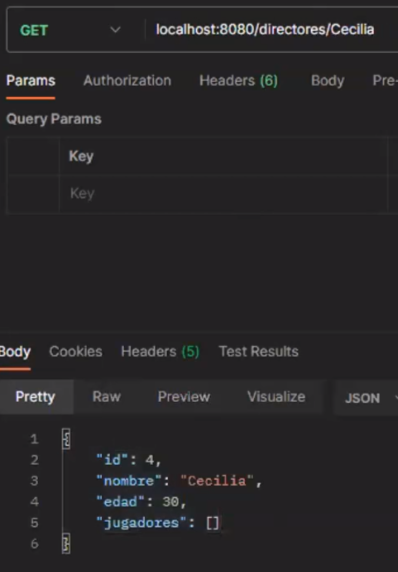 GET localhost:8080/directores/Cecilia
Params Authorization Headers (6) Body Pre-
Query Params
Key
Key
Body Cookies Headers (5) Test Results
Pretty Raw Preview Visualize JSON
1 {
2 "id": 4,
3 "nombre": "Cecilia",
4 "edad": 30,
5 "jugadores": []
6 }